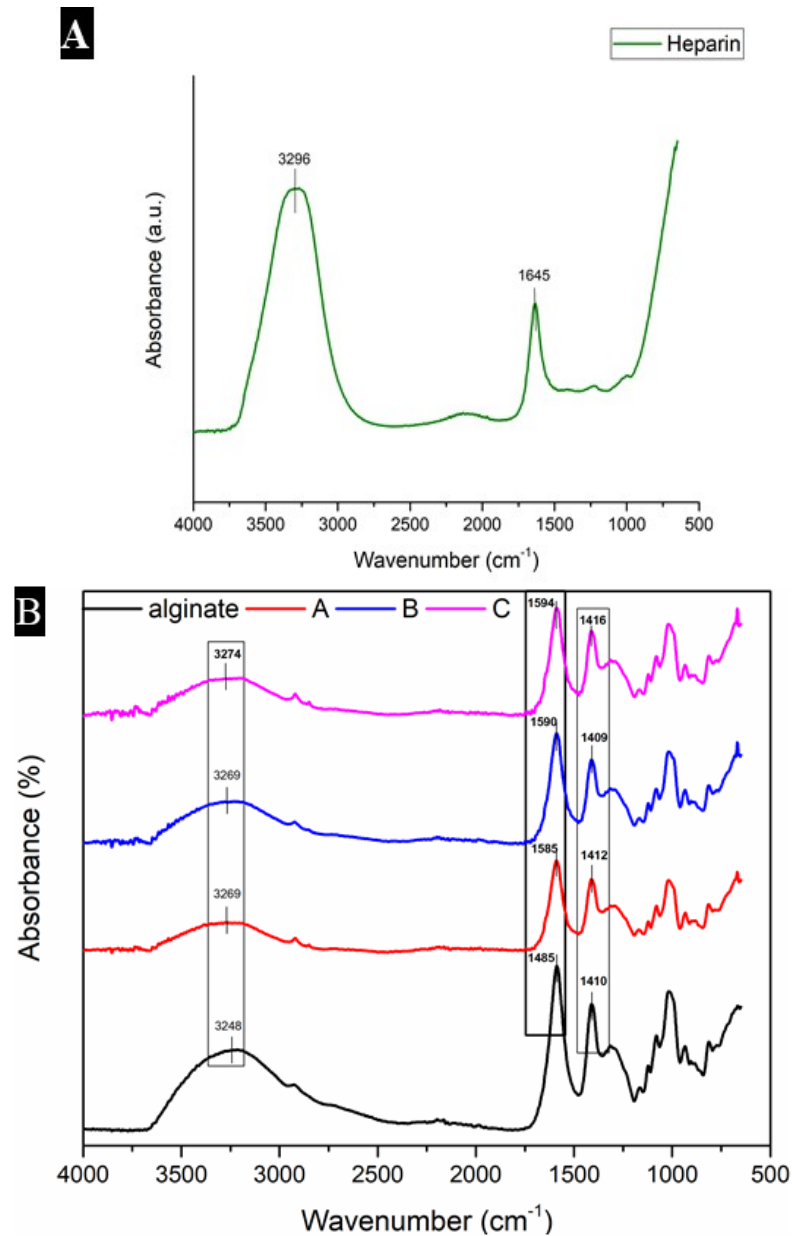 A
Heparin
3296
1645
Absorbance (a.u.)
4000 3500 3000 2500 2000 1500 1000 500
Wavenumber (cm-1)
B
alginate A B C
1594
1416
3274
1590
1409
3269
1585
1412
3269
1485
1410
3248
Absorbance (%)
4000 3500 3000 2500 2000 1500 1000 500
Wavenumber (cm-1)